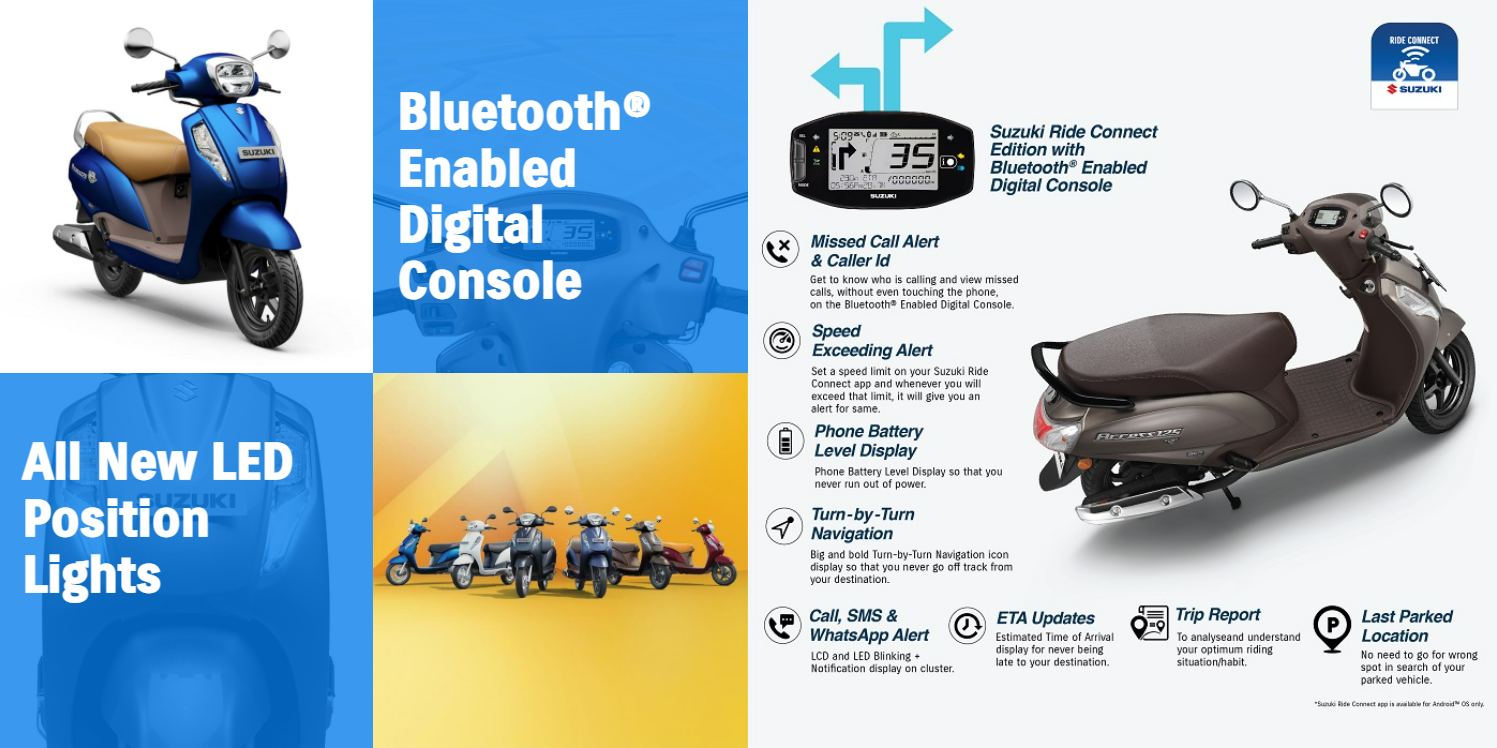 SUZUKI
Bluetooth®
Enabled
Digital
Console
35
All New LED
Position
Lights
SUZUKI
RIDE CONNECT
SUZUKI
5:09
35
SUZUKI
Suzuki Ride Connect
Edition with
Bluetooth® Enabled
Digital Console
Missed Call Alert
& Caller Id
Get to know who is calling and view missed
calls, without even touching the phone,
on the Bluetooth® Enabled Digital Console.
Speed
Exceeding Alert
Set a speed limit on your Suzuki Ride
Connect app and whenever you will
exceed that limit, it will give you an
alert for same.
Phone Battery
Level Display
Phone Battery Level Display so that you
never run out of power.
Access125
Turn-by-Turn
Navigation
Big and bold Turn-by-Turn Navigation icon
display so that you never go off track from
your destination.
Call, SMS &
WhatsApp Alert
LCD and LED Blinking +
Notification display on cluster.
ETA Updates
Estimated Time of Arrival
display for never being
late to your destination.
Trip Report
To analyseand understand
your optimum riding
situation/habit.
P
Last Parked
Location
No need to go for wrong
spot in search of your
parked vehicle.
*Suzuki Ride Connect app is available for Android™ OS only.